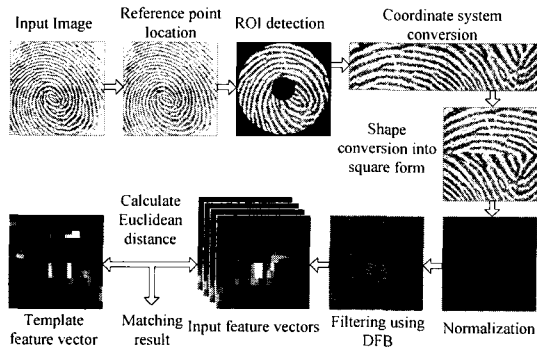 Input Image
Reference point
location
ROI detection
Coordinate system
conversion
Shape
conversion into
square form
Calculate
Euclidean
distance
Template
feature vector
Matching
result
Input feature vectors
Filtering using
DFB
Normalization